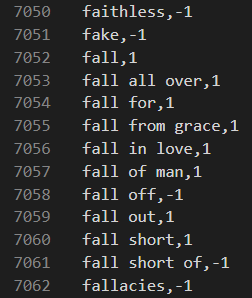 7050 faithless,-1
7051 fake,-1
7052 fall,1
7053 fall all over,1
7054 fall for,1
7055 fall from grace,1
7056 fall in love,1
7057 fall of man,1
7058 fall off,-1
7059 fall out,1
7060 fall short,1
7061 fall short of,-1
7062 fallacies,-1